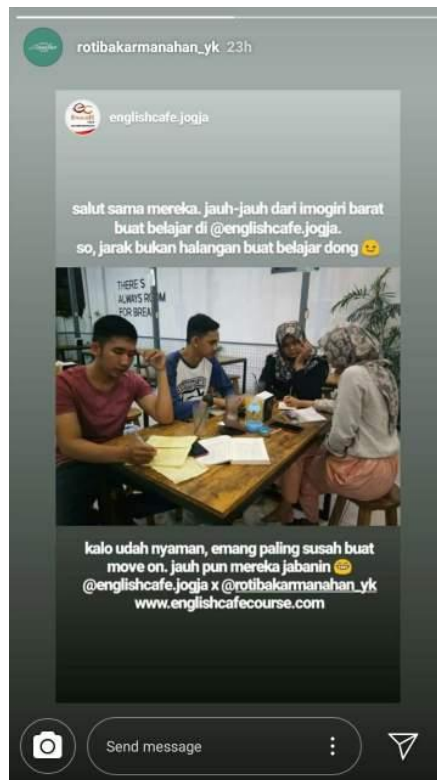 rotibakarmanahan_yk 23h
englishcafe.jogja
salut sama mereka. jauh-jauh dari imogiri barat
buat belajar di @englishcafe.jogja.
so, jarak bukan halangan buat belajar dong 🙂
THERE'S
ALWAYS ROOM
FOR BREA
kalo udah nyaman, emang paling susah buat
move on. jauh pun mereka jabanin 😁
@englishcafe.jogja x @rotibakarmanahan_yk
www.englishcafecourse.com
Send message